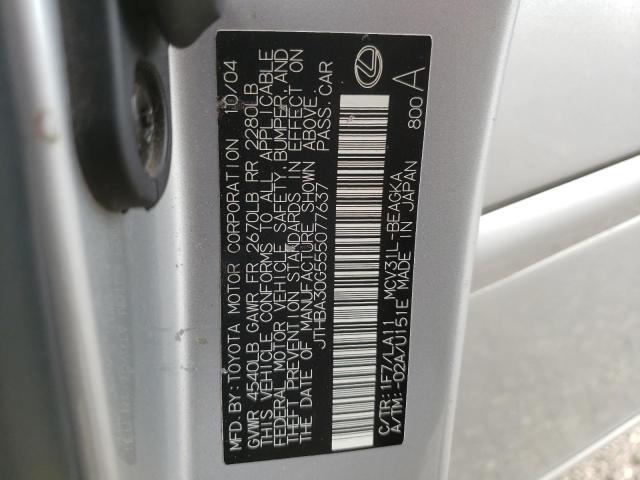 MFD.BY:TOYOTA MOTOR CORPORATION 10/04
GVWR 4540LB GAWR FR 2670LB RR 2280LB
THIS VEHICLE CONFORMS TO ALL APPLICABLE
FEDERAL MOTOR VEHICLE SAFETY,BUMPER,AND
THEFT PREVENTION STANDARDS IN EFFECT ON
THE DATE OF MANUFACTURE SHOWN ABOVE.
JTHBA30G555077637 PASS.CAR
C/TR:1F7/LA11 MCV31L-BEAGKA
A/TM:-02A/U151E MADE IN JAPAN
800 A